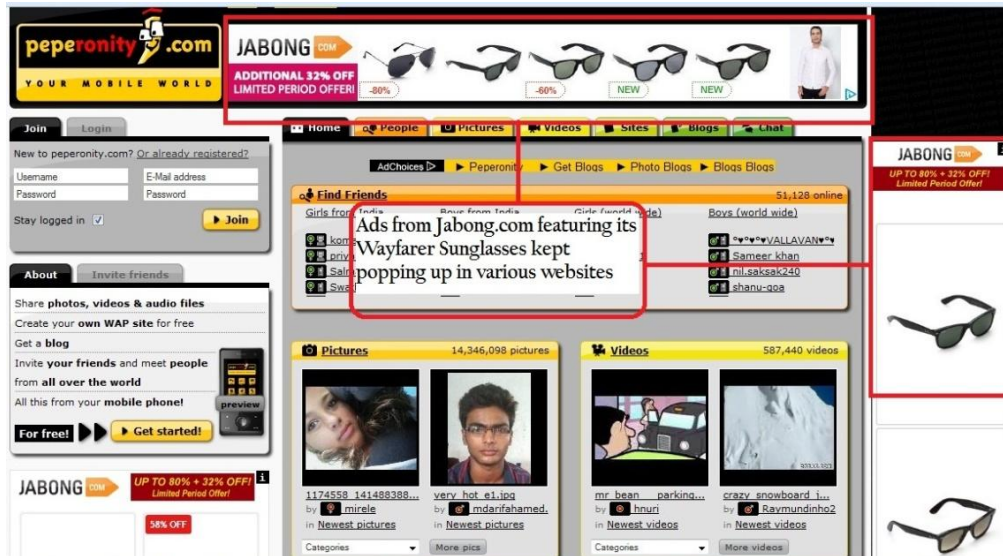 peperonity.com
YOUR MOBILE WORLD
JABONG.COM
ADDITIONAL 32% OFF
LIMITED PERIOD OFFER!
-80%
-60%
NEW
NEW
Join
Login
Home
People
Pictures
Videos
Sites
Blogs
Chat
New to peperonity.com? Or already registered?
Username
E-Mail address
Password
Password
Stay logged in
Join
AdChoices
Peperonity
Get Blogs
Photo Blogs
Blogs Blogs
JABONG.COM
UP TO 80% + 32% OFF!
Limited Period Offer!
Find Friends
51,128 online
Girls from India
Boys from India
Girls (world wide)
Boys (world wide)
Ads from Jabong.com featuring its
Wayfarer Sunglasses kept
popping up in various websites
°♥°♥°♥VALLAVAN♥°♥
Sameer khan
nil.saksak240
shanu-goa
About
Invite friends
Share photos, videos & audio files
Create your own WAP site for free
Get a blog
Invite your friends and meet people
from all over the world
All this from your mobile phone!
preview
For free!
Get started!
Pictures
14,346,098 pictures
Videos
587,440 videos
1174558 141488388...
by mirele
in Newest pictures
very hot e1.jpg
by mdarifahamed.
in Newest pictures
mr bean parking...
by hnuri
in Newest videos
crazy snowboard j...
by Raymundinho2
in Newest videos
Categories
More pics
Categories
More videos
JABONG.COM
UP TO 80% + 32% OFF!
Limited Period Offer!
58% OFF